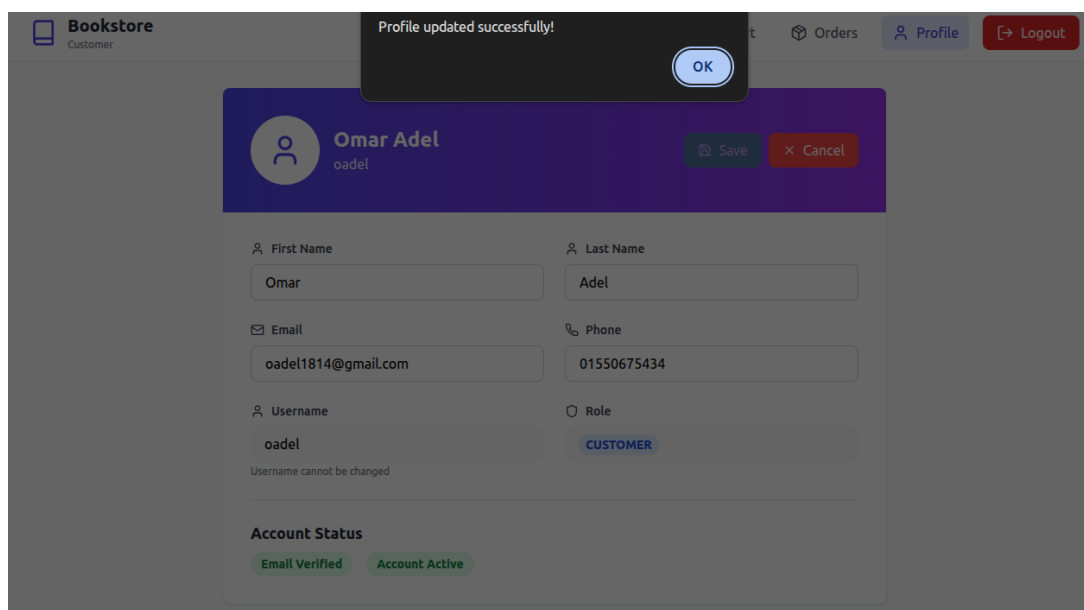 Bookstore
Customer
Profile updated successfully!
OK
t
Orders
Profile
Logout
Omar Adel
oadel
Save
Cancel
First Name
Last Name
Omar
Adel
Email
Phone
oadel1814@gmail.com
01550675434
Username
Role
oadel
CUSTOMER
Username cannot be changed
Account Status
Email Verified
Account Active